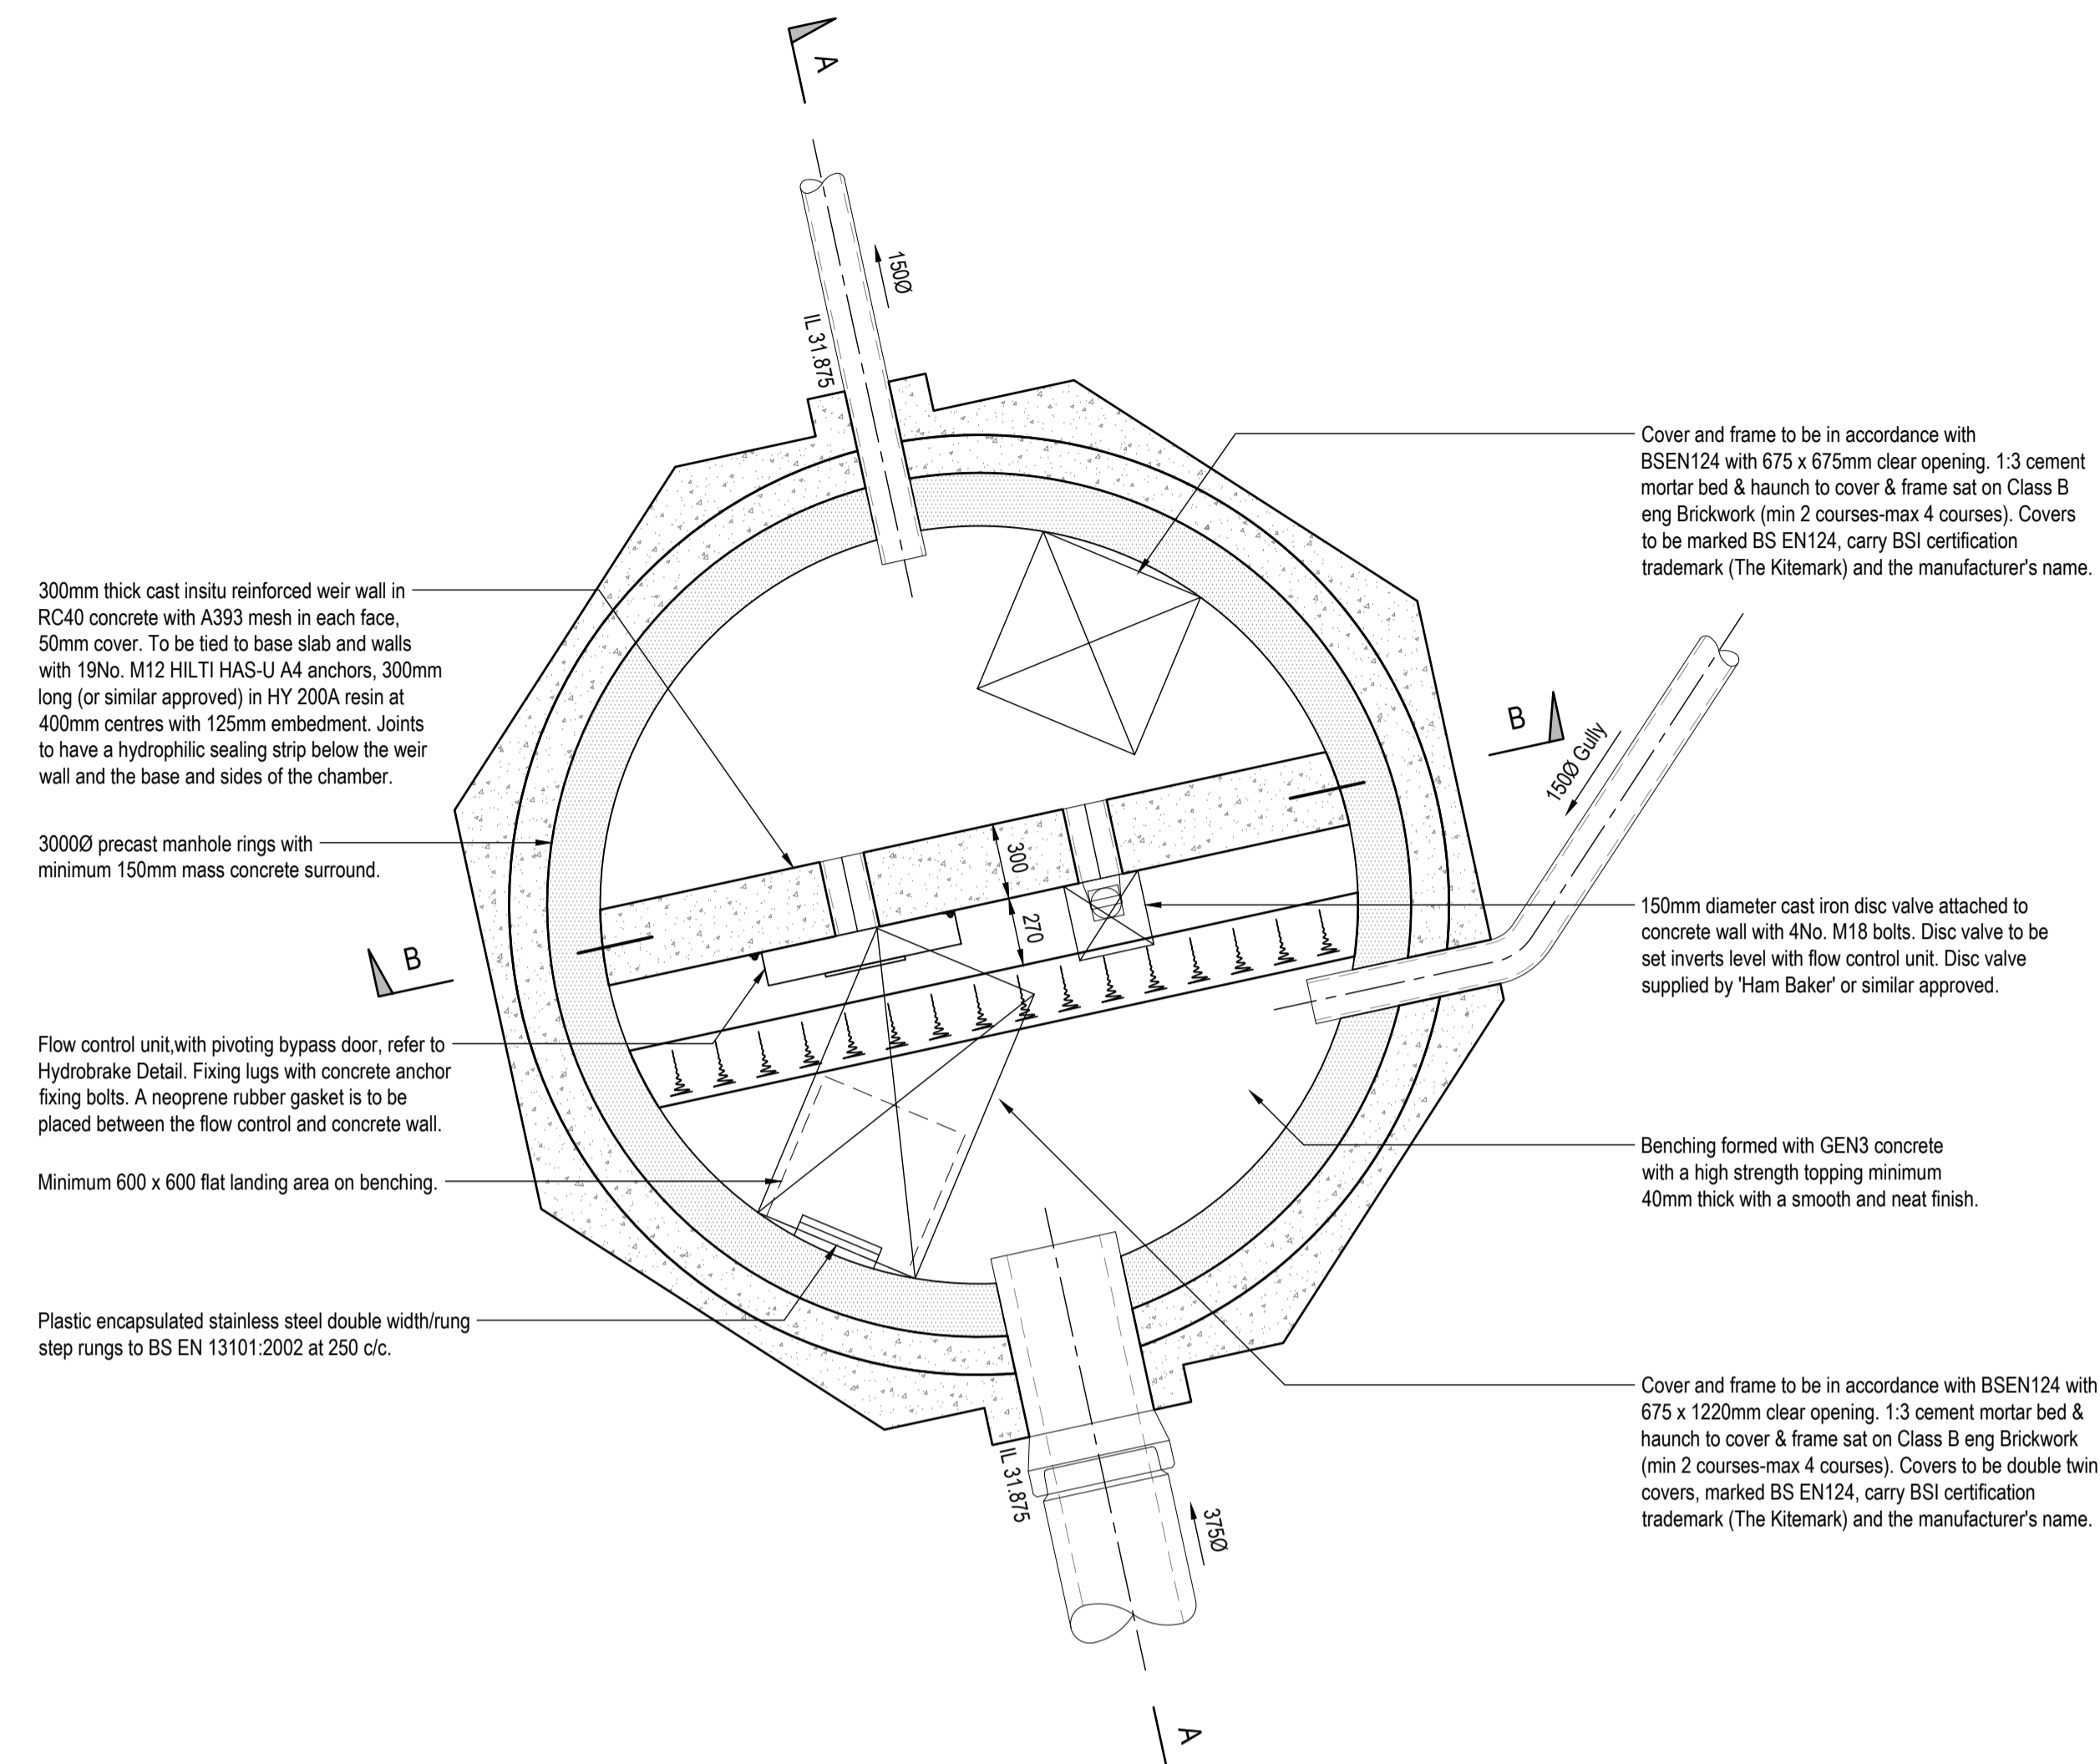 A
150Ø
IL 31.875
Cover and frame to be in accordance with
BSEN124 with 675 x 675mm clear opening. 1:3 cement
mortar bed & haunch to cover & frame sat on Class B
eng Brickwork (min 2 courses-max 4 courses). Covers
to be marked BS EN124, carry BSI certification
trademark (The Kitemark) and the manufacturer's name.
300mm thick cast insitu reinforced weir wall in
RC40 concrete with A393 mesh in each face,
50mm cover. To be tied to base slab and walls
with 19No. M12 HILTI HAS-U A4 anchors, 300mm
long (or similar approved) in HY 200A resin at
400mm centres with 125mm embedment. Joints
to have a hydrophilic sealing strip below the weir
wall and the base and sides of the chamber.
B
150Ø Gully
3000Ø precast manhole rings with
minimum 150mm mass concrete surround.
300
270
150mm diameter cast iron disc valve attached to
concrete wall with 4No. M18 bolts. Disc valve to be
set inverts level with flow control unit. Disc valve
supplied by 'Ham Baker' or similar approved.
B
Flow control unit,with pivoting bypass door, refer to
Hydrobrake Detail. Fixing lugs with concrete anchor
fixing bolts. A neoprene rubber gasket is to be
placed between the flow control and concrete wall.
Minimum 600 x 600 flat landing area on benching.
Benching formed with GEN3 concrete
with a high strength topping minimum
40mm thick with a smooth and neat finish.
Plastic encapsulated stainless steel double width/rung
step rungs to BS EN 13101:2002 at 250 c/c.
Cover and frame to be in accordance with BSEN124 with
675 x 1220mm clear opening. 1:3 cement mortar bed &
haunch to cover & frame sat on Class B eng Brickwork
(min 2 courses-max 4 courses). Covers to be double twin
covers, marked BS EN124, carry BSI certification
trademark (The Kitemark) and the manufacturer's name.
IL 31.875
375Ø
A